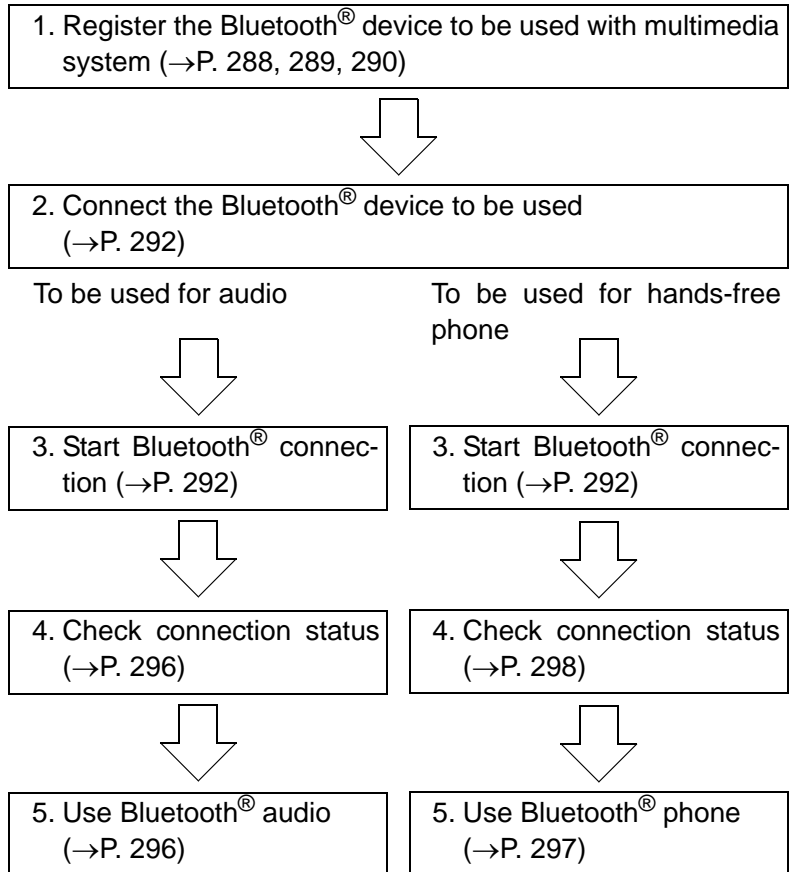 1. Register the Bluetooth® device to be used with multimedia
system (→P. 288, 289, 290)
2. Connect the Bluetooth® device to be used
(→P. 292)
To be used for audio
To be used for hands-free
phone
3. Start Bluetooth® connec-
tion (→P. 292)
3. Start Bluetooth® connec-
tion (→P. 292)
4. Check connection status
(→P. 296)
4. Check connection status
(→P. 298)
5. Use Bluetooth® audio
(→P. 296)
5. Use Bluetooth® phone
(→P. 297)